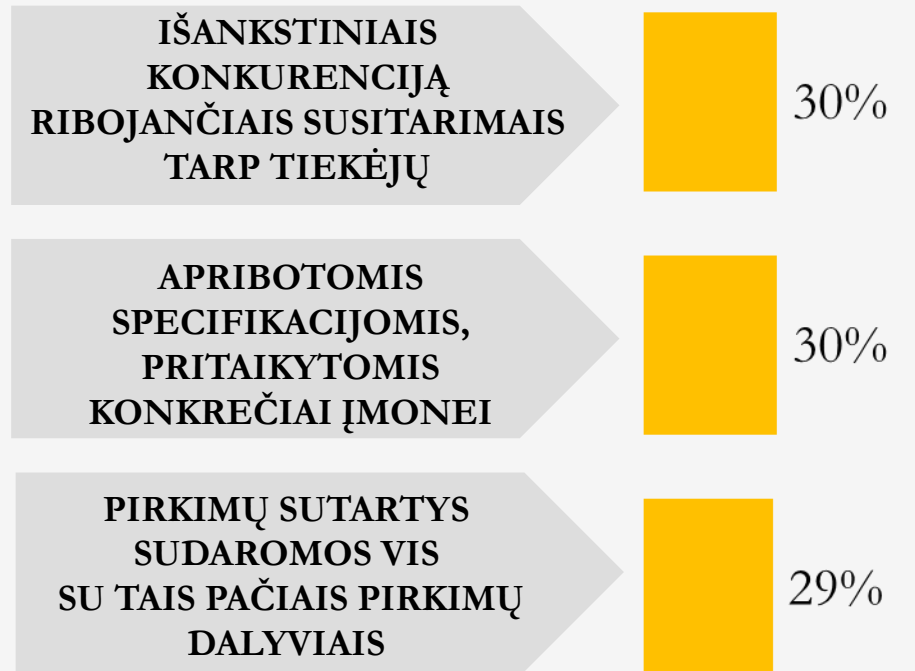 IŠANKSTINIAIS
KONKURENCIJĄ
RIBOJANČIAIS SUSITARIMAIS
TARP TIEKĖJŲ
30%
APRIBOTOMIS
SPECIFIKACIJOMIS,
PRITAIKYTOMIS
KONKREČIAI ĮMONEI
30%
PIRKIMŲ SUTARTYS
SUDAROMOS VIS
SU TAIS PAČIAIS PIRKIMŲ
DALYVIAIS
29%